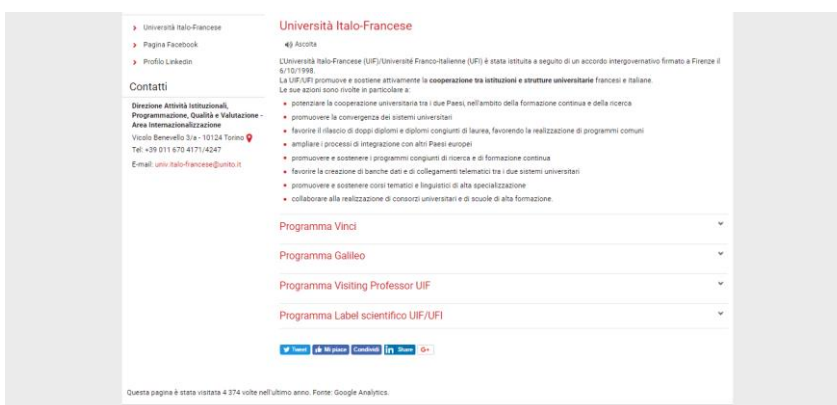 Università Italo-Francese
Pagina Facebook
Profilo Linkedin
Contatti
Direzione Attività Istituzionali,
Programmazione, Qualità e Valutazione -
Area Internazionalizzazione
Vicolo Benevello 3/a - 10124 Torino
Tel: +39 011 670 4171/4247
E-mail: univ.italo-francese@unito.it
Università Italo-Francese
Ascolta
L'Università Italo-Francese (UIF)/Université Franco-Italienne (UFI) è stata istituita a seguito di un accordo intergovernativo firmato a Firenze il
6/10/1998.
La UIF/UFI promuove e sostiene attivamente la cooperazione tra istituzioni e strutture universitarie francesi e italiane.
Le sue azioni sono rivolte in particolare a:
potenziare la cooperazione universitaria tra i due Paesi, nell'ambito della formazione continua e della ricerca
promuovere la convergenza dei sistemi universitari
favorire il rilascio di doppi diplomi e diplomi congiunti di laurea, favorendo la realizzazione di programmi comuni
ampliare i processi di integrazione con altri Paesi europei
promuovere e sostenere i programmi congiunti di ricerca e di formazione continua
favorire la creazione di banche dati e di collegamenti telematici tra i due sistemi universitari
promuovere e sostenere corsi tematici e linguistici di alta specializzazione
collaborare alla realizzazione di consorzi universitari e di scuole di alta formazione.
Programma Vinci
Programma Galileo
Programma Visiting Professor UIF
Programma Label scientifico UIF/UFI
Tweet Mi piace Condividi in Share G+
Questa pagina è stata visitata 4 374 volte nell'ultimo anno. Fonte: Google Analytics.